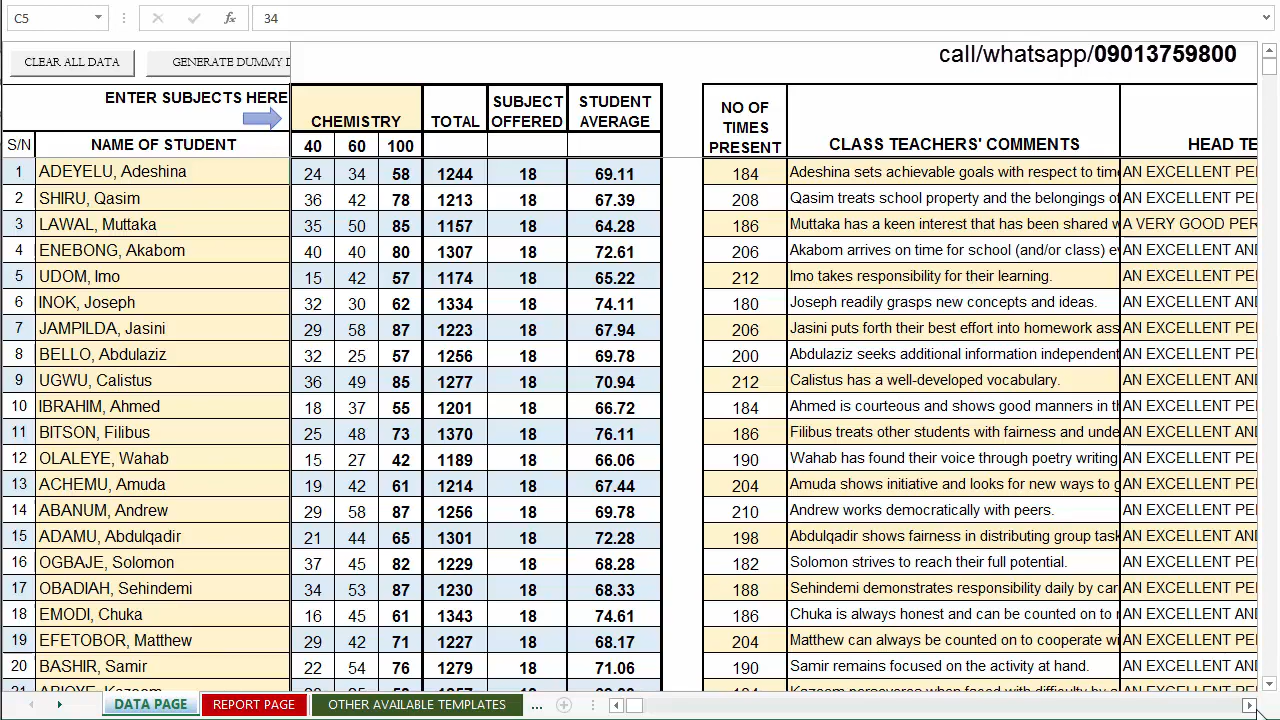 C5 34
CLEAR ALL DATA GENERATE DUMMY D call/whatsapp/09013759800
ENTER SUBJECTS HERE CHEMISTRY TOTAL SUBJECT OFFERED STUDENT AVERAGE NO OF TIMES PRESENT CLASS TEACHERS' COMMENTS HEAD TE
S/N NAME OF STUDENT 40 60 100
1 ADEYELU, Adeshina 24 34 58 1244 18 69.11 184 Adeshina sets achievable goals with respect to time AN EXCELLENT PE
2 SHIRU, Qasim 36 42 78 1213 18 67.39 208 Qasim treats school property and the belongings of AN EXCELLENT PE
3 LAWAL, Muttaka 35 50 85 1157 18 64.28 186 Muttaka has a keen interest that has been shared w A VERY GOOD PER
4 ENEBONG, Akabom 40 40 80 1307 18 72.61 206 Akabom arrives on time for school (and/or class) e AN EXCELLENT AN
5 UDOM, Imo 15 42 57 1174 18 65.22 212 Imo takes responsibility for their learning. AN EXCELLENT PE
6 INOK, Joseph 32 30 62 1334 18 74.11 180 Joseph readily grasps new concepts and ideas. AN EXCELLENT AN
7 JAMPILDA, Jasini 29 58 87 1223 18 67.94 206 Jasini puts forth their best effort into homework ass AN EXCELLENT PE
8 BELLO, Abdulaziz 32 25 57 1256 18 69.78 200 Abdulaziz seeks additional information independent AN EXCELLENT PE
9 UGWU, Calistus 36 49 85 1277 18 70.94 212 Calistus has a well-developed vocabulary. AN EXCELLENT AN
10 IBRAHIM, Ahmed 18 37 55 1201 18 66.72 184 Ahmed is courteous and shows good manners in th AN EXCELLENT PE
11 BITSON, Filibus 25 48 73 1370 18 76.11 186 Filibus treats other students with fairness and unde AN EXCELLENT AN
12 OLALEYE, Wahab 15 27 42 1189 18 66.06 190 Wahab has found their voice through poetry writing AN EXCELLENT PE
13 ACHEMU, Amuda 19 42 61 1214 18 67.44 204 Amuda shows initiative and looks for new ways to g AN EXCELLENT PE
14 ABANUM, Andrew 29 58 87 1256 18 69.78 210 Andrew works democratically with peers. AN EXCELLENT PE
15 ADAMU, Abdulqadir 21 44 65 1301 18 72.28 198 Abdulqadir shows fairness in distributing group task AN EXCELLENT AN
16 OGBAJE, Solomon 37 45 82 1229 18 68.28 182 Solomon strives to reach their full potential. AN EXCELLENT PE
17 OBADIAH, Sehindemi 34 53 87 1230 18 68.33 188 Sehindemi demonstrates responsibility daily by car AN EXCELLENT PE
18 EMODI, Chuka 16 45 61 1343 18 74.61 186 Chuka is always honest and can be counted on to AN EXCELLENT AN
19 EFETOBOR, Matthew 29 42 71 1227 18 68.17 204 Matthew can always be counted on to cooperate wi AN EXCELLENT PE
20 BASHIR, Samir 22 54 76 1279 18 71.06 190 Samir remains focused on the activity at hand. AN EXCELLENT AN
DATA PAGE REPORT PAGE OTHER AVAILABLE TEMPLATES ...